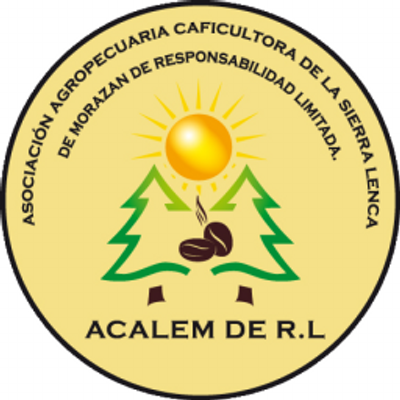 ASOCIACIÓN AGROPECUARIA CAFICULTORA DE LA SIERRA LENCA
DE MORAZAN DE RESPONSABILIDAD LIMITADA.
ACALEM DE R.L